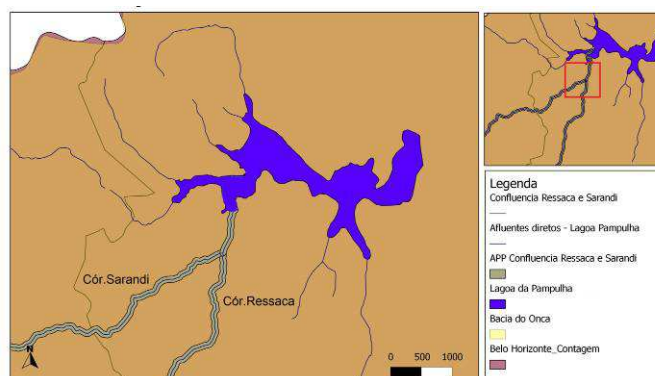 Cór.Sarandi
Cór.Ressaca
N
0 500 1000
Legenda
Confluencia Ressaca e Sarandi
Afluentes diretos - Lagoa Pampulha
APP Confluencia Ressaca e Sarandi
Lagoa da Pampulha
Bacia do Onca
Belo Horizonte_Contagem